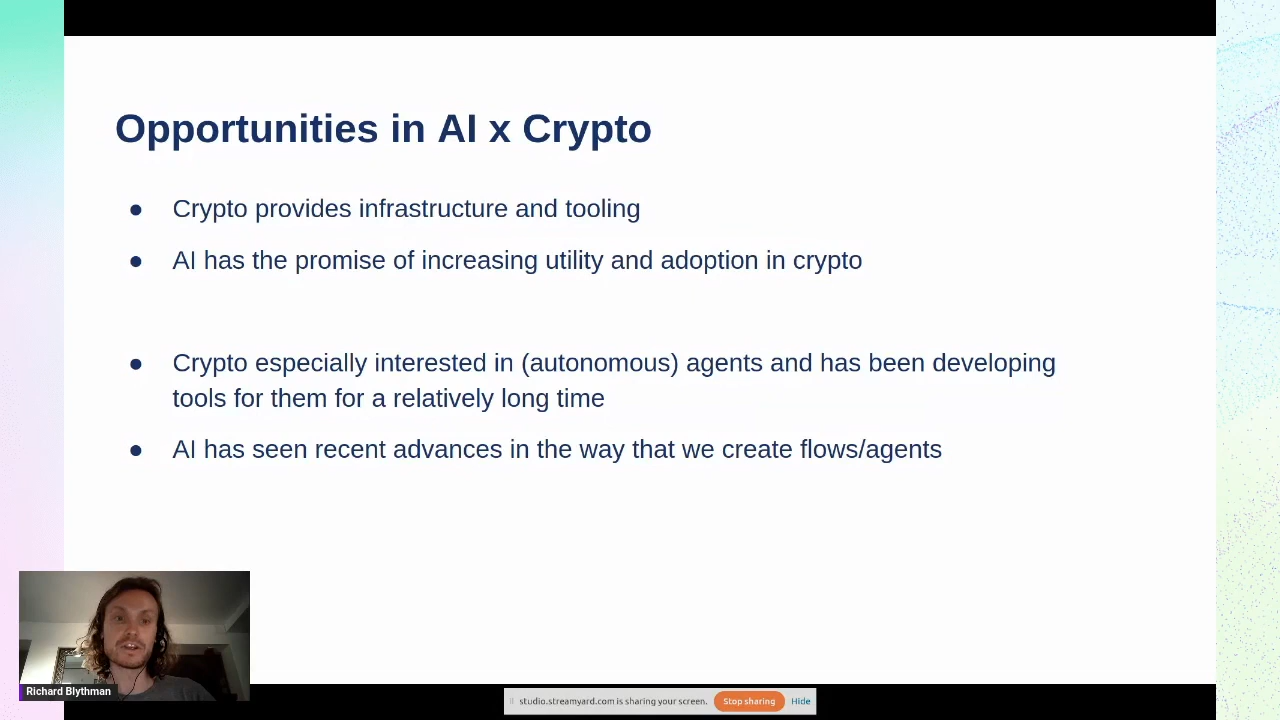 Opportunities in AI x Crypto
● Crypto provides infrastructure and tooling
● AI has the promise of increasing utility and adoption in crypto
● Crypto especially interested in (autonomous) agents and has been developing
tools for them for a relatively long time
● AI has seen recent advances in the way that we create flows/agents
Richard Blythman
studio.streamyard.com is sharing your screen. Stop sharing Hide